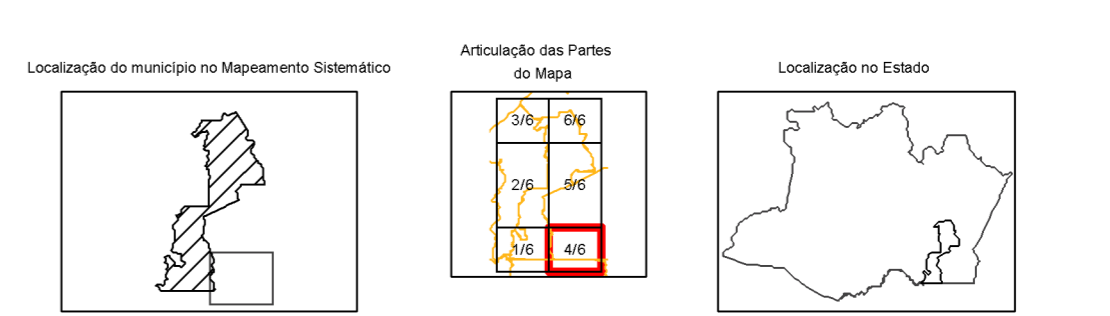 Localização do município no Mapeamento Sistemático
Articulação das Partes
do Mapa
Localização no Estado
3/6 6/6
2/6 5/6
1/6 4/6